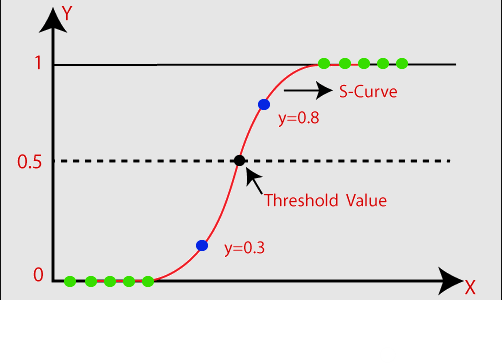 Y
1
S-Curve
y=0.8
0.5
Threshold Value
y=0.3
0
X